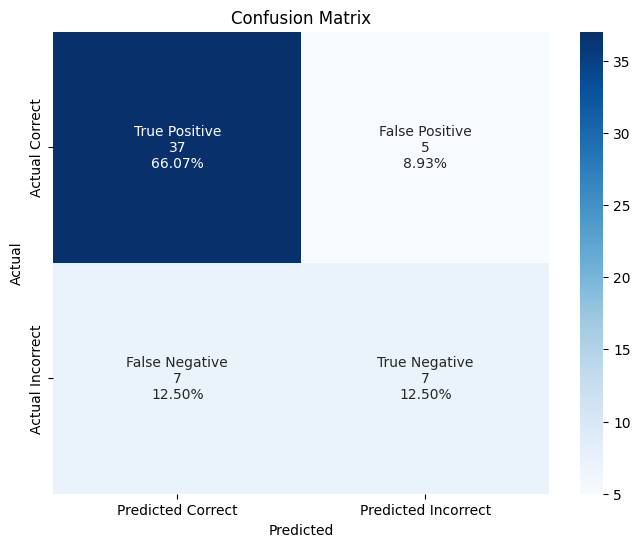 Confusion Matrix
Actual
Actual Correct
Actual Incorrect
True Positive
37
66.07%
False Positive
5
8.93%
False Negative
7
12.50%
True Negative
7
12.50%
Predicted Correct
Predicted Incorrect
Predicted
35
30
25
20
15
10
5